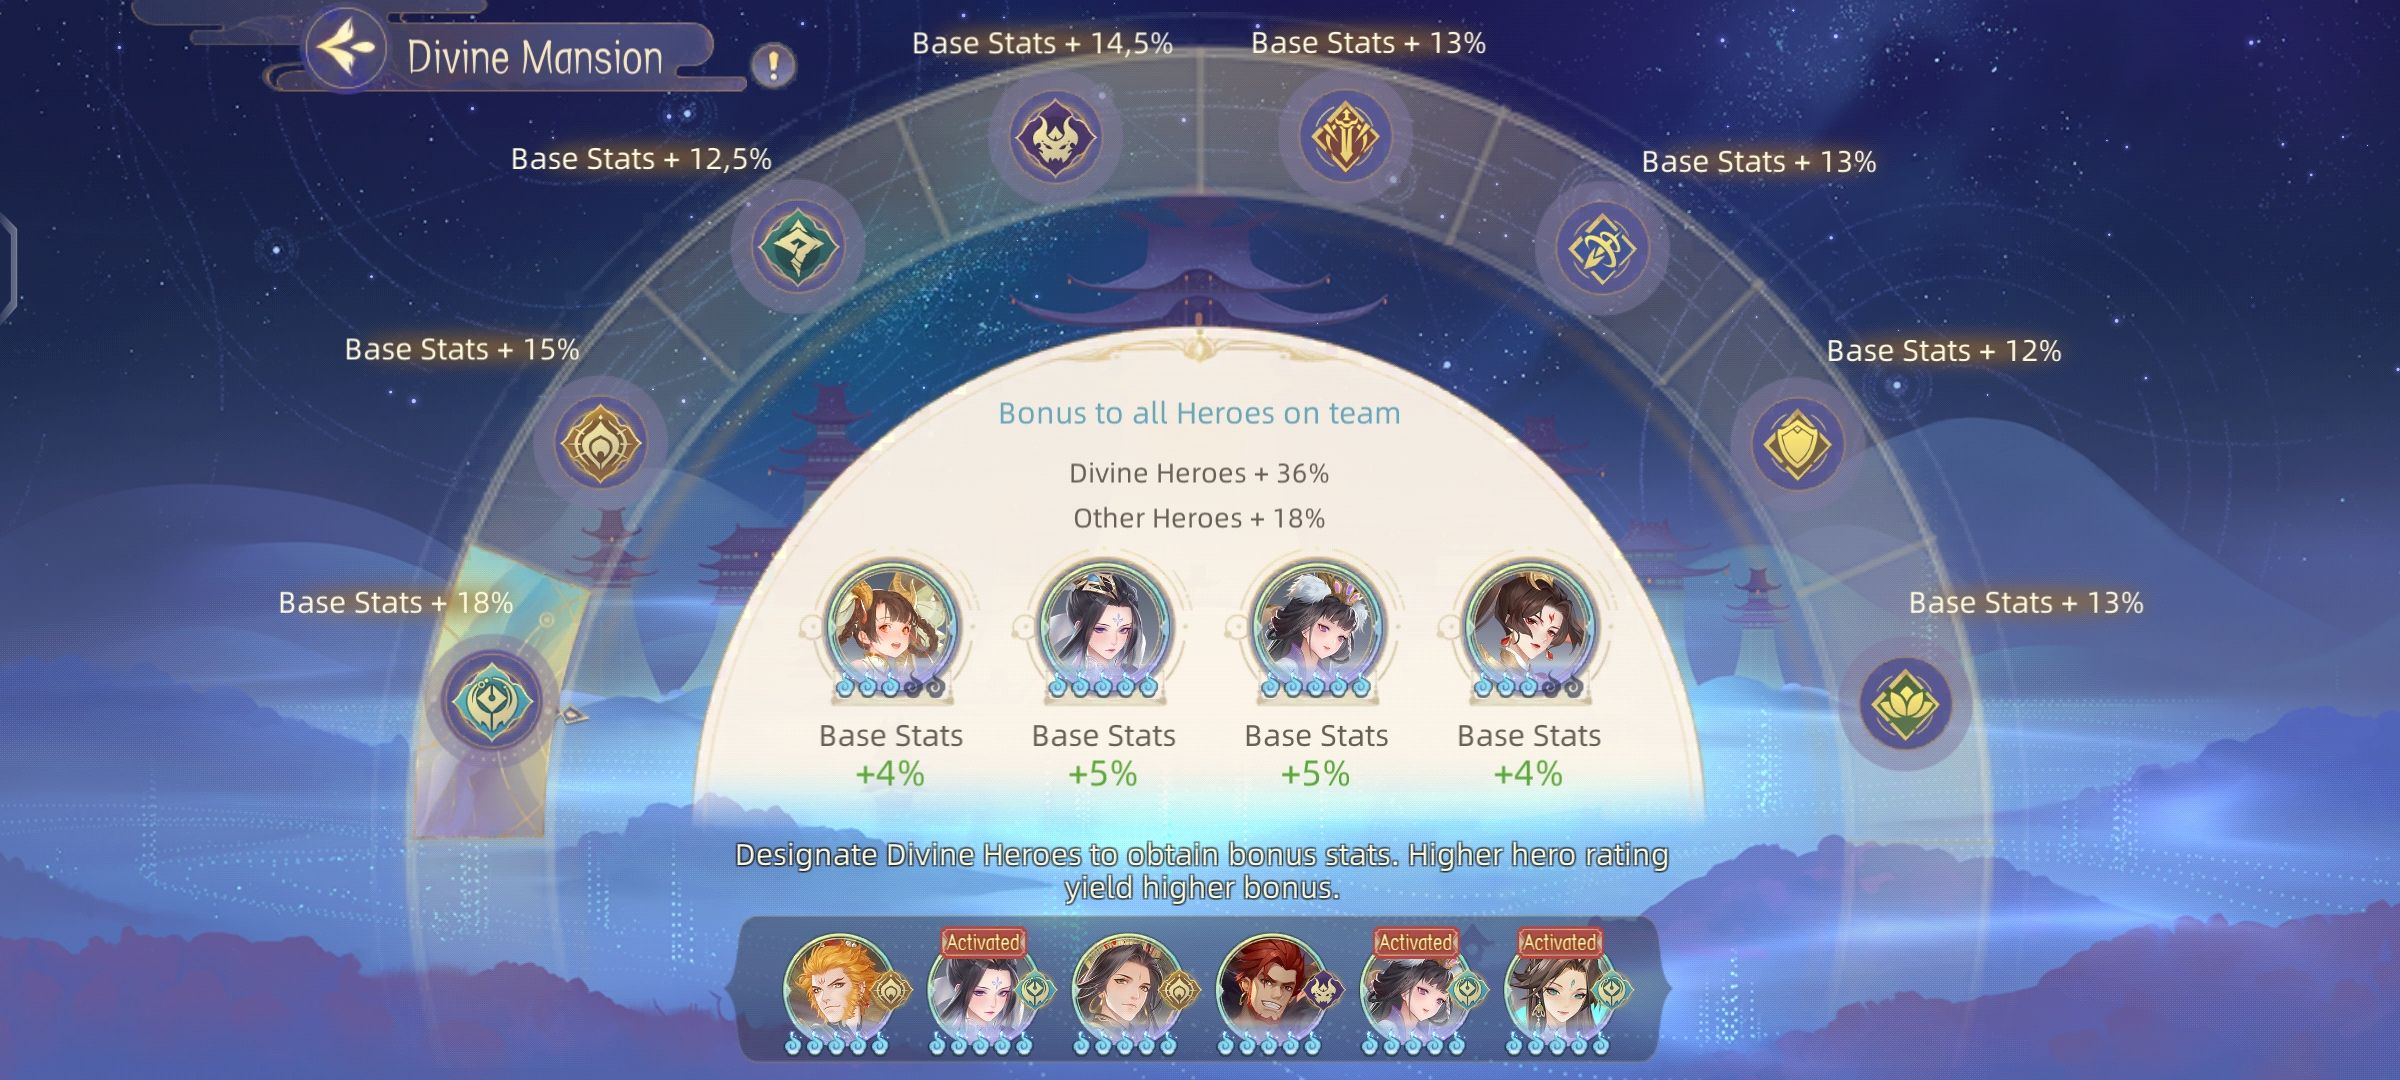 Divine Mansion
Base Stats + 14,5%
Base Stats + 13%
Base Stats + 12,5%
Base Stats + 13%
Base Stats + 15%
Base Stats + 12%
Base Stats + 18%
Base Stats + 13%
Bonus to all Heroes on team
Divine Heroes + 36%
Other Heroes + 18%
Base Stats
+4%
Base Stats
+5%
Base Stats
+5%
Base Stats
+4%
Designate Divine Heroes to obtain bonus stats. Higher hero rating
yield higher bonus.
Activated
Activated
Activated